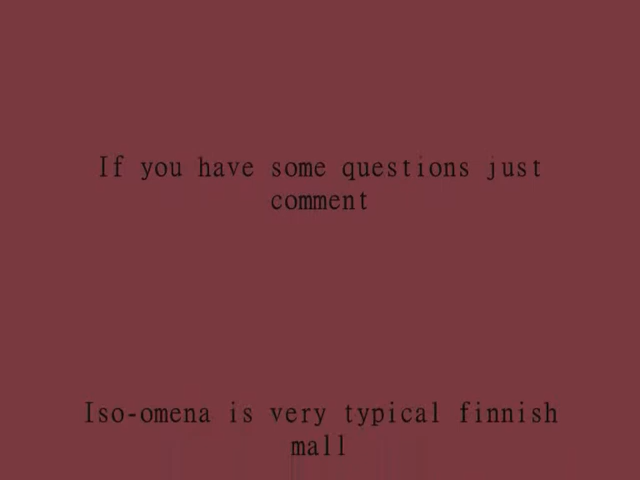 If you have some questions just
comment
Iso-omena is very typical finnish
mall